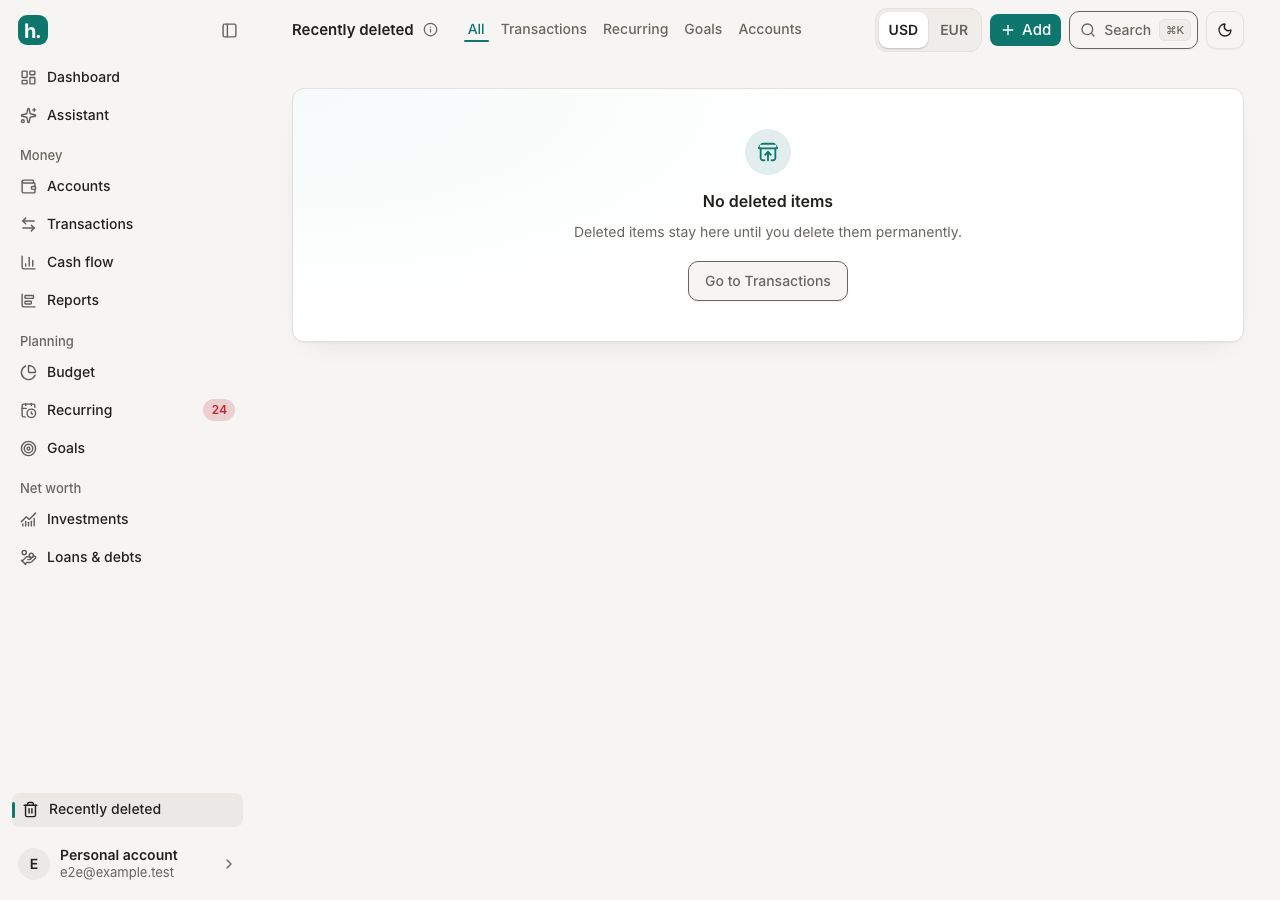 h.
Dashboard
Assistant
Money
Accounts
Transactions
Cash flow
Reports
Planning
Budget
Recurring 24
Goals
Net worth
Investments
Loans & debts
Recently deleted
E
Personal account
e2e@example.test
Recently deleted
All Transactions Recurring Goals Accounts
USD EUR
Add
Search ⌘K
No deleted items
Deleted items stay here until you delete them permanently.
Go to Transactions